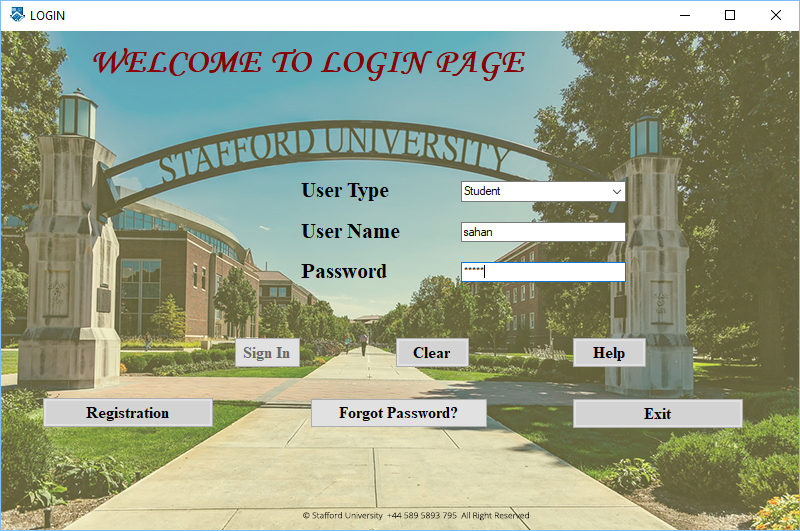 LOGIN
WELCOME TO LOGIN PAGE
STAFFORD UNIVERSITY
User Type Student
User Name sahan
Password *****
Sign In Clear Help
Registration Forgot Password? Exit
© Stafford University +44 589 5893 795 All Right Reserved